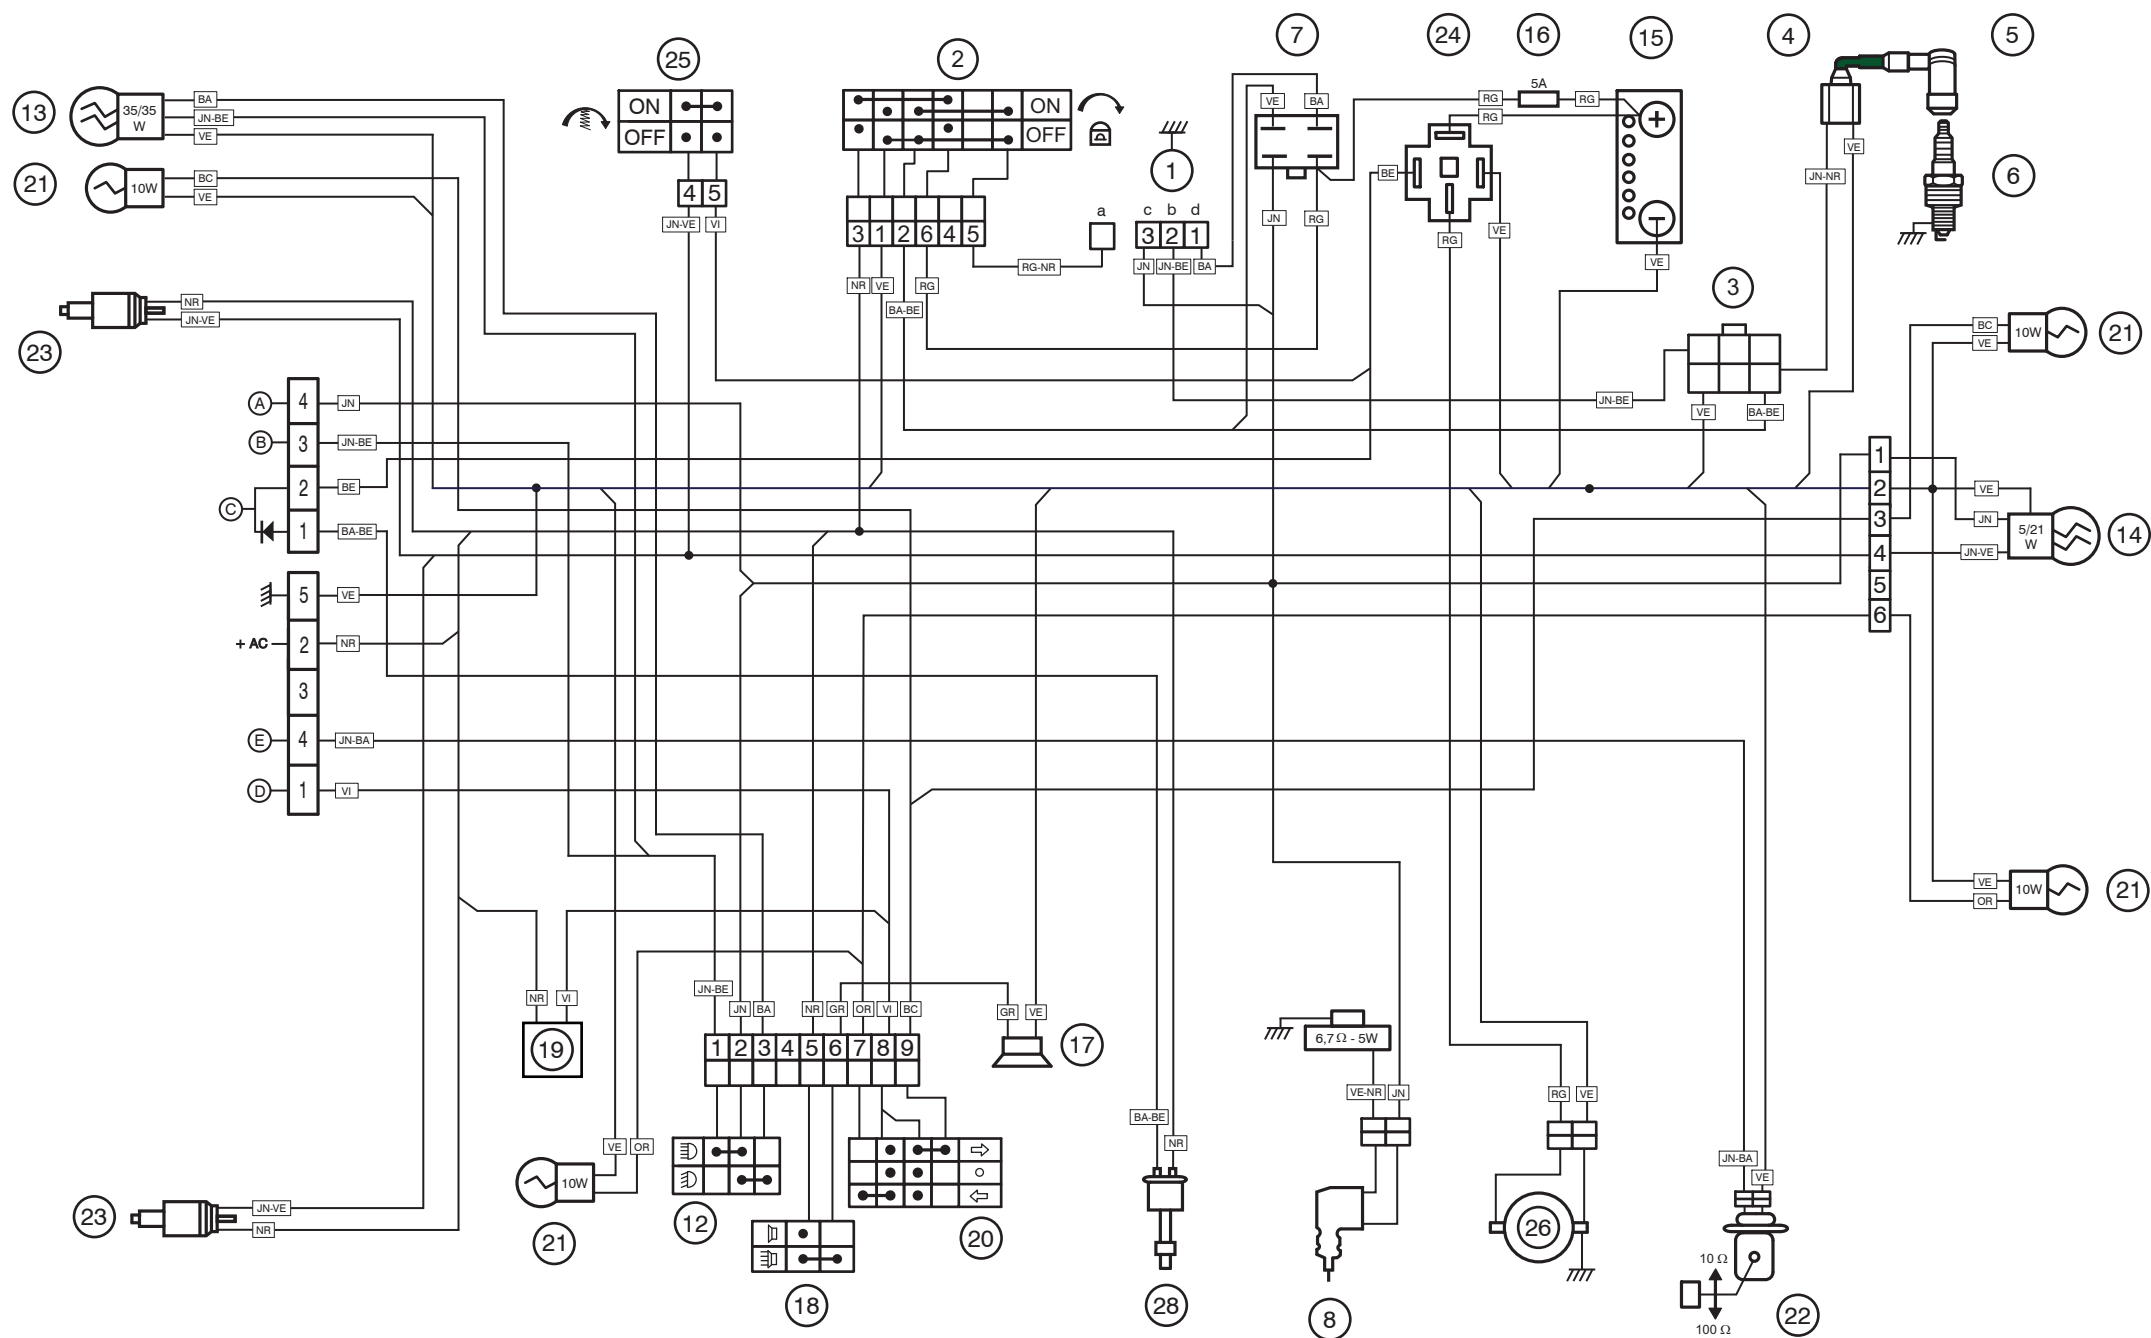 7
24
16
15
4
5
25
2
5A
13
35/35
W
BA
JN-BE
VE
ON
OFF
ON
OFF
VE
BA
RG
RG
RG
VE
21
10W
BC
VE
4
5
1
BE
JN-NR
6
JN-VE
VI
3
1
2
6
4
5
a
c
b
d
3
2
1
JN
RG
RG
VE
VE
RG-NR
JN
JN-BE
BA
NR
VE
RG
BA-BE
3
23
NR
JN-VE
BC
VE
10W
21
A
4
JN
JN-BE
VE
BA-BE
B
3
JN-BE
C
2
BE
1
BA-BE
1
2
3
4
5
6
VE
JN
JN-VE
5/21
W
14
5
VE
+ AC
2
NR
3
E
4
JN-BA
D
1
VI
VE
OR
10W
21
NR
VI
19
JN-BE
JN
BA
NR
GR
OR
VI
BC
GR
VE
1
2
3
4
5
6
7
8
9
17
6,7 Ω - 5W
VE-NR
JN
RG
VE
BA-BE
NR
VE
OR
10W
21
JN-BA
VE
23
JN-VE
NR
12
20
18
28
8
26
10 Ω
100 Ω
22